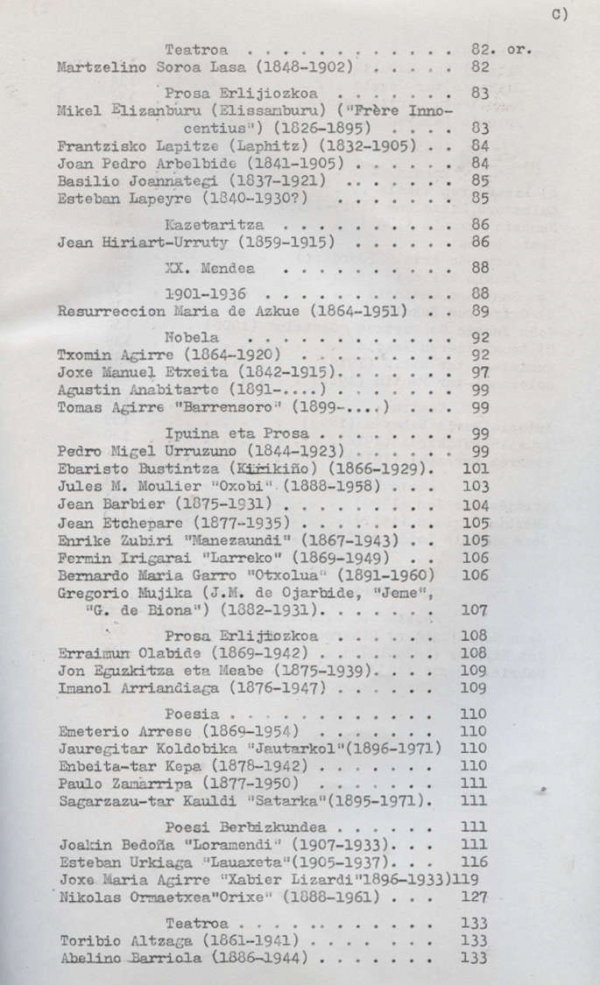 C)
Teatroa . . . . . . . . . . . . 82. or.
Martzelino Soroa Lasa (1848-1902) . . . . . 82
Prosa Erlijiozkoa . . . . . . . 83
Mikel Elizanburu (Elissamburu) ("Frère Inno-
centius") (1826-1895) . . . . 83
Frantzisko Lapitze (Laphitz) (1832-1905) . . 84
Joan Pedro Arbelbide (1841-1905) . . . . . . 84
Basilio Joannategi (1837-1921) . . . . . . 85
Esteban Lapeyre (1840-1930?) . . . . . . 85
Kazetaritza . . . . . . . . . . 86
Jean Hiriart-Urruty (1859-1915) . . . . . . 86
XX. Mendea . . . . . . . . . . 88
1901-1936 . . . . . . . . . . . 88
Resurreccion Maria de Azkue (1864-1951) . . 89
Nobela . . . . . . . . . . . . 92
Txomin Agirre (1864-1920) . . . . . . . . . 92
Joxe Manuel Etxeita (1842-1915). . . . . . . 97
Agustin Anabitarte (1891-....) . . . . . . . 99
Tomas Agirre "Barrensoro" (1899-....) . . . 99
Ipuina eta Prosa . . . . . . . . 99
Pedro Migel Urruzuno (1844-1923) . . . . . . 99
Ebaristo Bustintza (Kirikiño) (1866-1929). 101
Jules M. Moulier "Oxobi" (1888-1958) . . . 103
Jean Barbier (1875-1931) . . . . . . . . . 104
Jean Etchepare (1877-1935) . . . . . . . . 105
Enrike Zubiri "Manezaundi" (1867-1943) . . 105
Fermin Irigarai "Larreko" (1869-1949) . . 106
Bernardo Maria Garro "Otxolua" (1891-1960) 106
Gregorio Mujika (J.M. de Ojarbide, "Jeme",
"G. de Biona") (1882-1931). . . . . . . 107
Prosa Erlijiozkoa . . . . . . 108
Erraimun Olabide (1869-1942) . . . . . . . 108
Jon Eguzkitza eta Meabe (1875-1939). . . . 109
Imanol Arriandiaga (1876-1947) . . . . . . 109
Poesia . . . . . . . . . . . . 110
Emeterio Arrese (1869-1954) . . . . . . . 110
Jauregitar Koldobika "Jautarkol"(1896-1971) 110
Enbeita-tar Kepa (1878-1942) . . . . . . . 110
Paulo Zamarripa (1877-1950) . . . . . . . 111
Sagarzazu-tar Kauldi "Satarka"(1895-1971). 111
Poesi Berbizkundea . . . . . . 111
Joakin Bedoña "Loramendi" (1907-1933). . . 111
Esteban Urkiaga "Lauaxeta"(1905-1937). . . 116
Joxe Maria Agirre "Xabier Lizardi"1896-1933)119
Nikolas Ormaetxea"Orixe" (1888-1961) . . . 127
Teatroa . . . . . . . . . . . . 133
Toribio Altzaga (1861-1941) . . . . . . . 133
Abelino Barriola (1886-1944) . . . . . . . 133